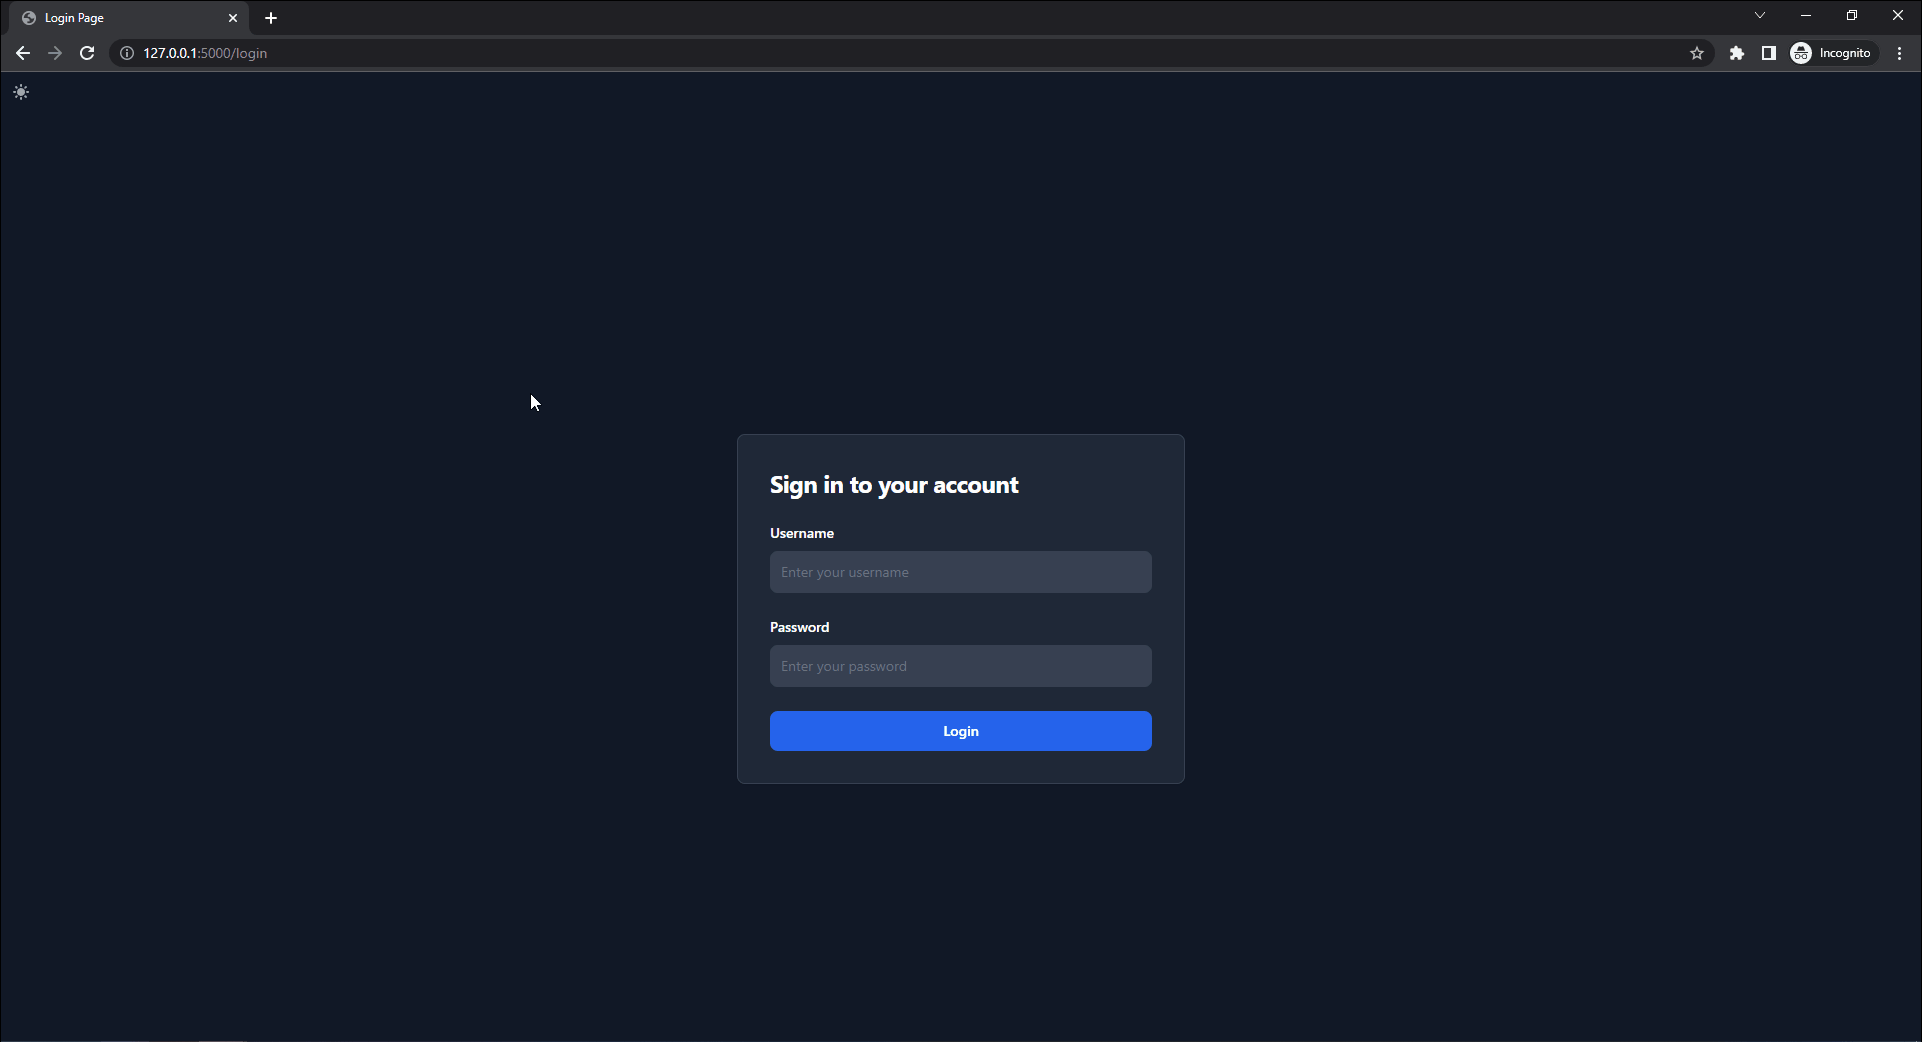 Login Page
127.0.0.1:5000/login
Incognito
Sign in to your account
Username
Enter your username
Password
Enter your password
Login